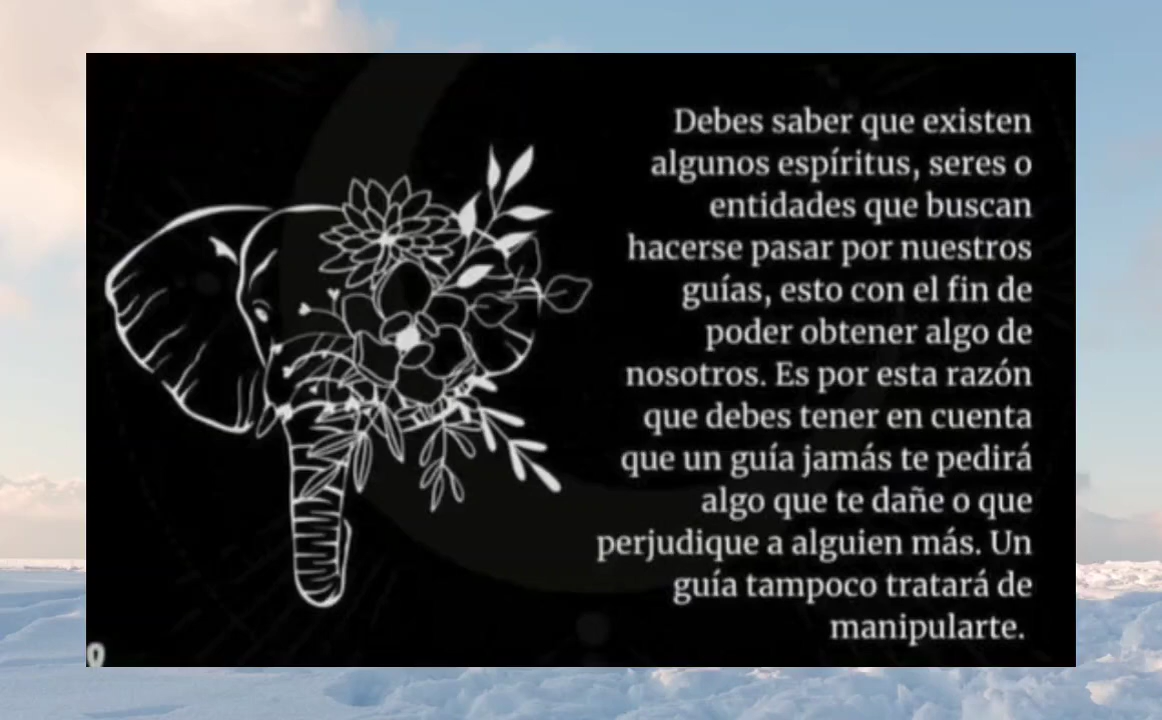 Debes saber que existen
algunos espíritus, seres o
entidades que buscan
hacerse pasar por nuestros
guías, esto con el fin de
poder obtener algo de
nosotros. Es por esta razón
que debes tener en cuenta
que un guía jamás te pedirá
algo que te dañe o que
perjudique a alguien más. Un
guía tampoco tratará de
manipularte.